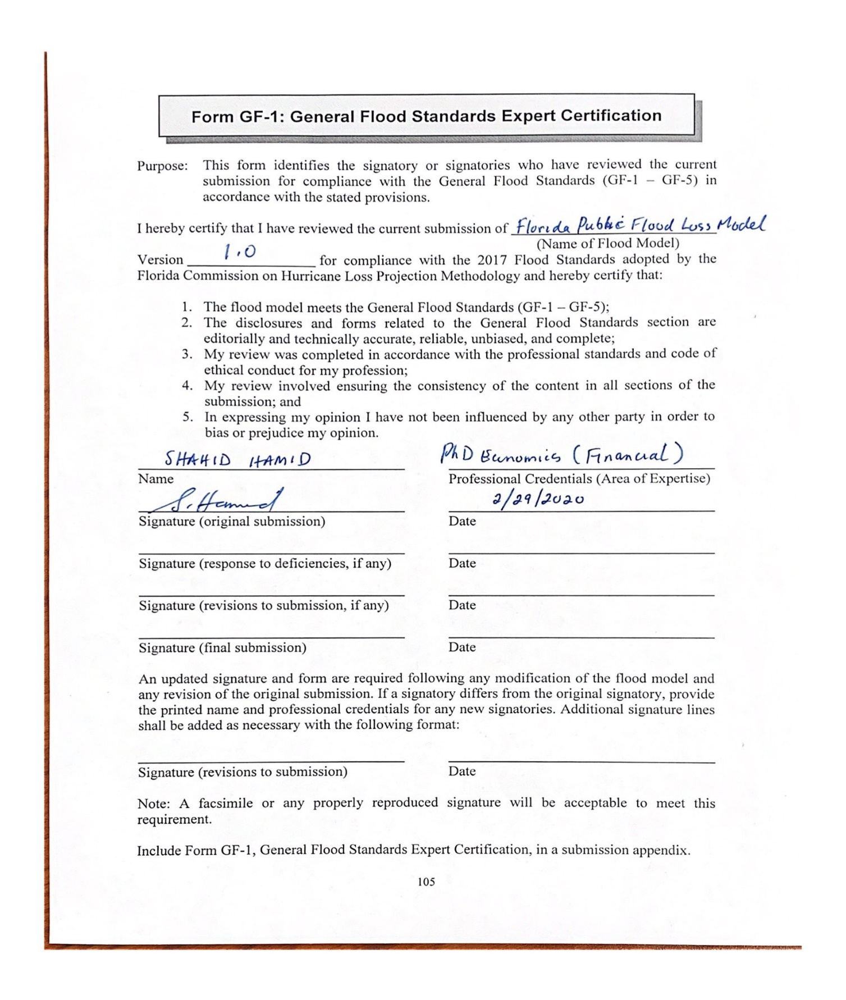 Form GF-1: General Flood Standards Expert Certification
Purpose: This form identifies the signatory or signatories who have reviewed the current
submission for compliance with the General Flood Standards (GF-1 – GF-5) in
accordance with the stated provisions.
I hereby certify that I have reviewed the current submission of Florida Public Flood Loss Model
(Name of Flood Model)
Version 1.0 for compliance with the 2017 Flood Standards adopted by the
Florida Commission on Hurricane Loss Projection Methodology and hereby certify that:
1. The flood model meets the General Flood Standards (GF-1 – GF-5);
2. The disclosures and forms related to the General Flood Standards section are
editorially and technically accurate, reliable, unbiased, and complete;
3. My review was completed in accordance with the professional standards and code of
ethical conduct for my profession;
4. My review involved ensuring the consistency of the content in all sections of the
submission; and
5. In expressing my opinion I have not been influenced by any other party in order to
bias or prejudice my opinion.
SHAHID HAMID PhD Economics (Financial)
Name Professional Credentials (Area of Expertise)
S. Hamid 2/29/2020
Signature (original submission) Date
Signature (response to deficiencies, if any) Date
Signature (revisions to submission, if any) Date
Signature (final submission) Date
An updated signature and form are required following any modification of the flood model and
any revision of the original submission. If a signatory differs from the original signatory, provide
the printed name and professional credentials for any new signatories. Additional signature lines
shall be added as necessary with the following format:
Signature (revisions to submission) Date
Note: A facsimile or any properly reproduced signature will be acceptable to meet this
requirement.
Include Form GF-1, General Flood Standards Expert Certification, in a submission appendix.
105